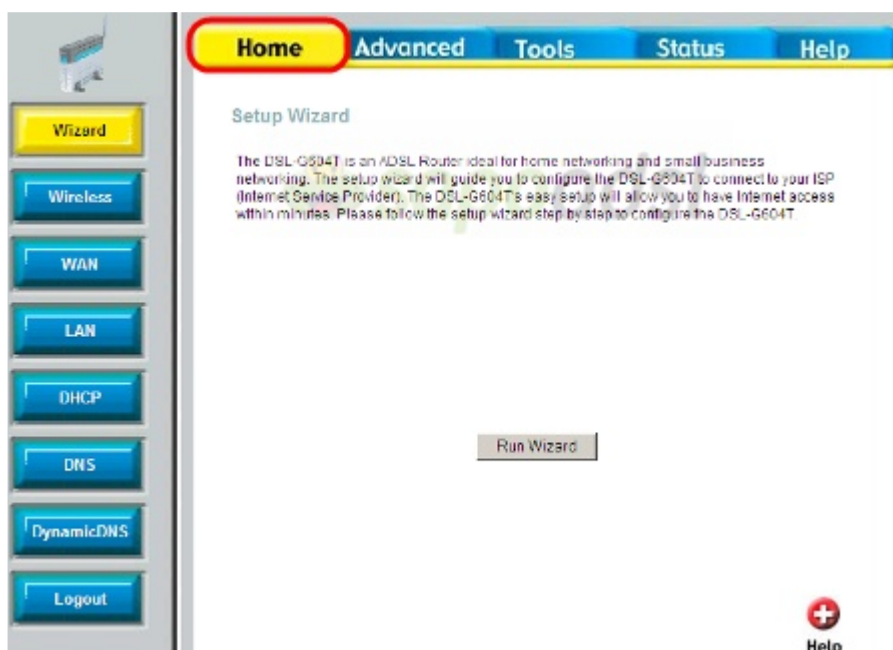 Home Advanced Tools Status Help
Wizard
Wireless
WAN
LAN
DHCP
DNS
DynamicDNS
Logout
Setup Wizard
The DSL-G604T is an ADSL Router ideal for home networking and small business
networking. The setup wizard will guide you to configure the DSL-G604T to connect to your ISP
(Internet Service Provider). The DSL-G604T's easy setup will allow you to have Internet access
within minutes. Please follow the setup wizard step by step to configure the DSL-G604T.
Run Wizard
Help